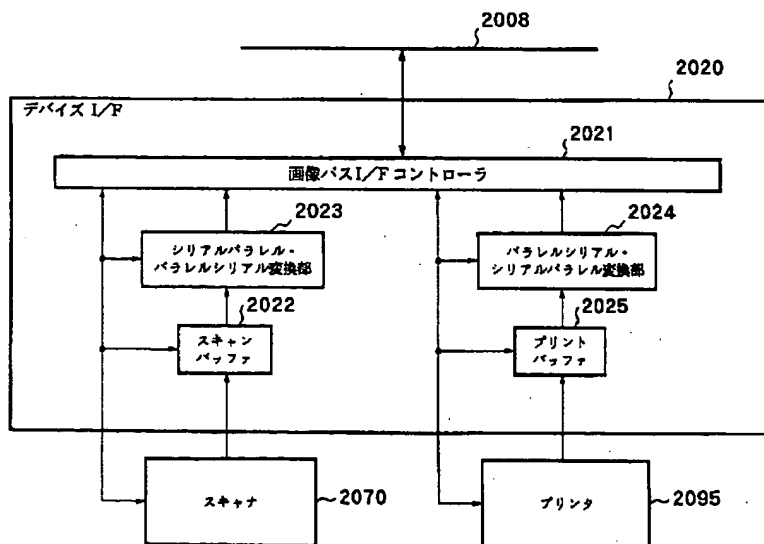 2008
2020
デバイズ I/F
2021
画像バスI/Fコントローラ
2023
シリアルパラレル・
パラレルシリアル変換部
2024
パラレルシリアル・
シリアルパラレル変換部
2022
スキャン
バッファ
2025
プリント
バッファ
スキャナ
2070
プリンタ
2095